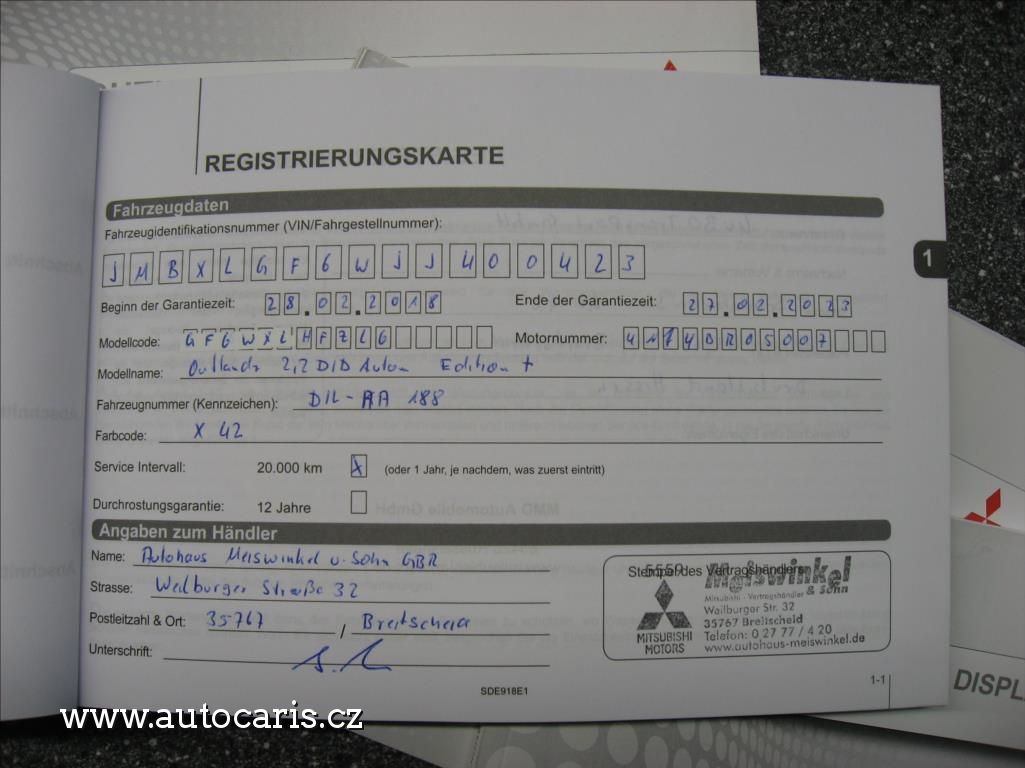 REGISTRIERUNGSKARTE
Fahrzeugdaten
Fahrzeugidentifikationsnummer (VIN/Fahrgestellnummer):
JMBXLGF6WJJ400423
Beginn der Garantiezeit: 28.02.2018 Ende der Garantiezeit: 27.02.2023
Modellcode: GF6WXLHFZL6 Motornummer: 4N14DR05007
Modellname: Outlander 2,2 DID Autom Edition +
Fahrzeugnummer (Kennzeichen): DIL-AA 188
Farbcode: X 42
Service Intervall: 20.000 km X (oder 1 Jahr, je nachdem, was zuerst eintritt)
Durchrostungsgarantie: 12 Jahre
1
Angaben zum Händler
Name: Autohaus Meiswinkel u. Sohn GBR
Strasse: Weilburger Straße 32
Postleitzahl & Ort: 35767 / Breitscheid
Unterschrift:
Stempel des Vertragshändlers
5559 Meiswinkel
& Sohn
Mitsubishi - Vertragshändler
Weilburger Str. 32
35767 Breitscheid
Telefon: 0 27 77 / 4 20
www.autohaus-meiswinkel.de
MITSUBISHI
MOTORS
SDE918E1
1-1
DISPL
www.autocaris.cz